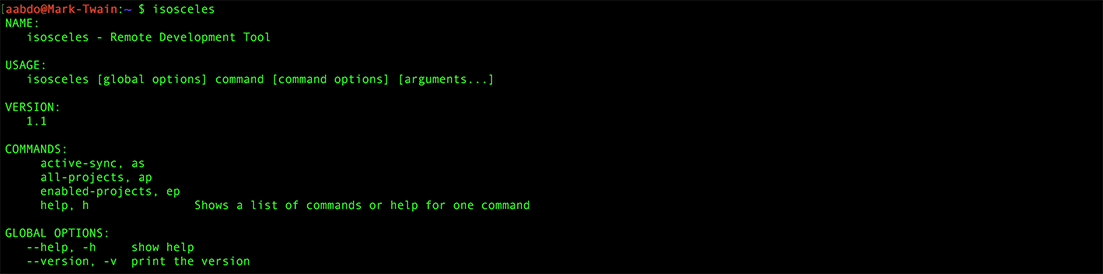 [aabdo@Mark-Twain:~ $ isosceles
NAME:
   isosceles - Remote Development Tool

USAGE:
   isosceles [global options] command [command options] [arguments...]

VERSION:
   1.1

COMMANDS:
     active-sync, as
     all-projects, ap
     enabled-projects, ep
     help, h               Shows a list of commands or help for one command

GLOBAL OPTIONS:
   --help, -h     show help
   --version, -v  print the version